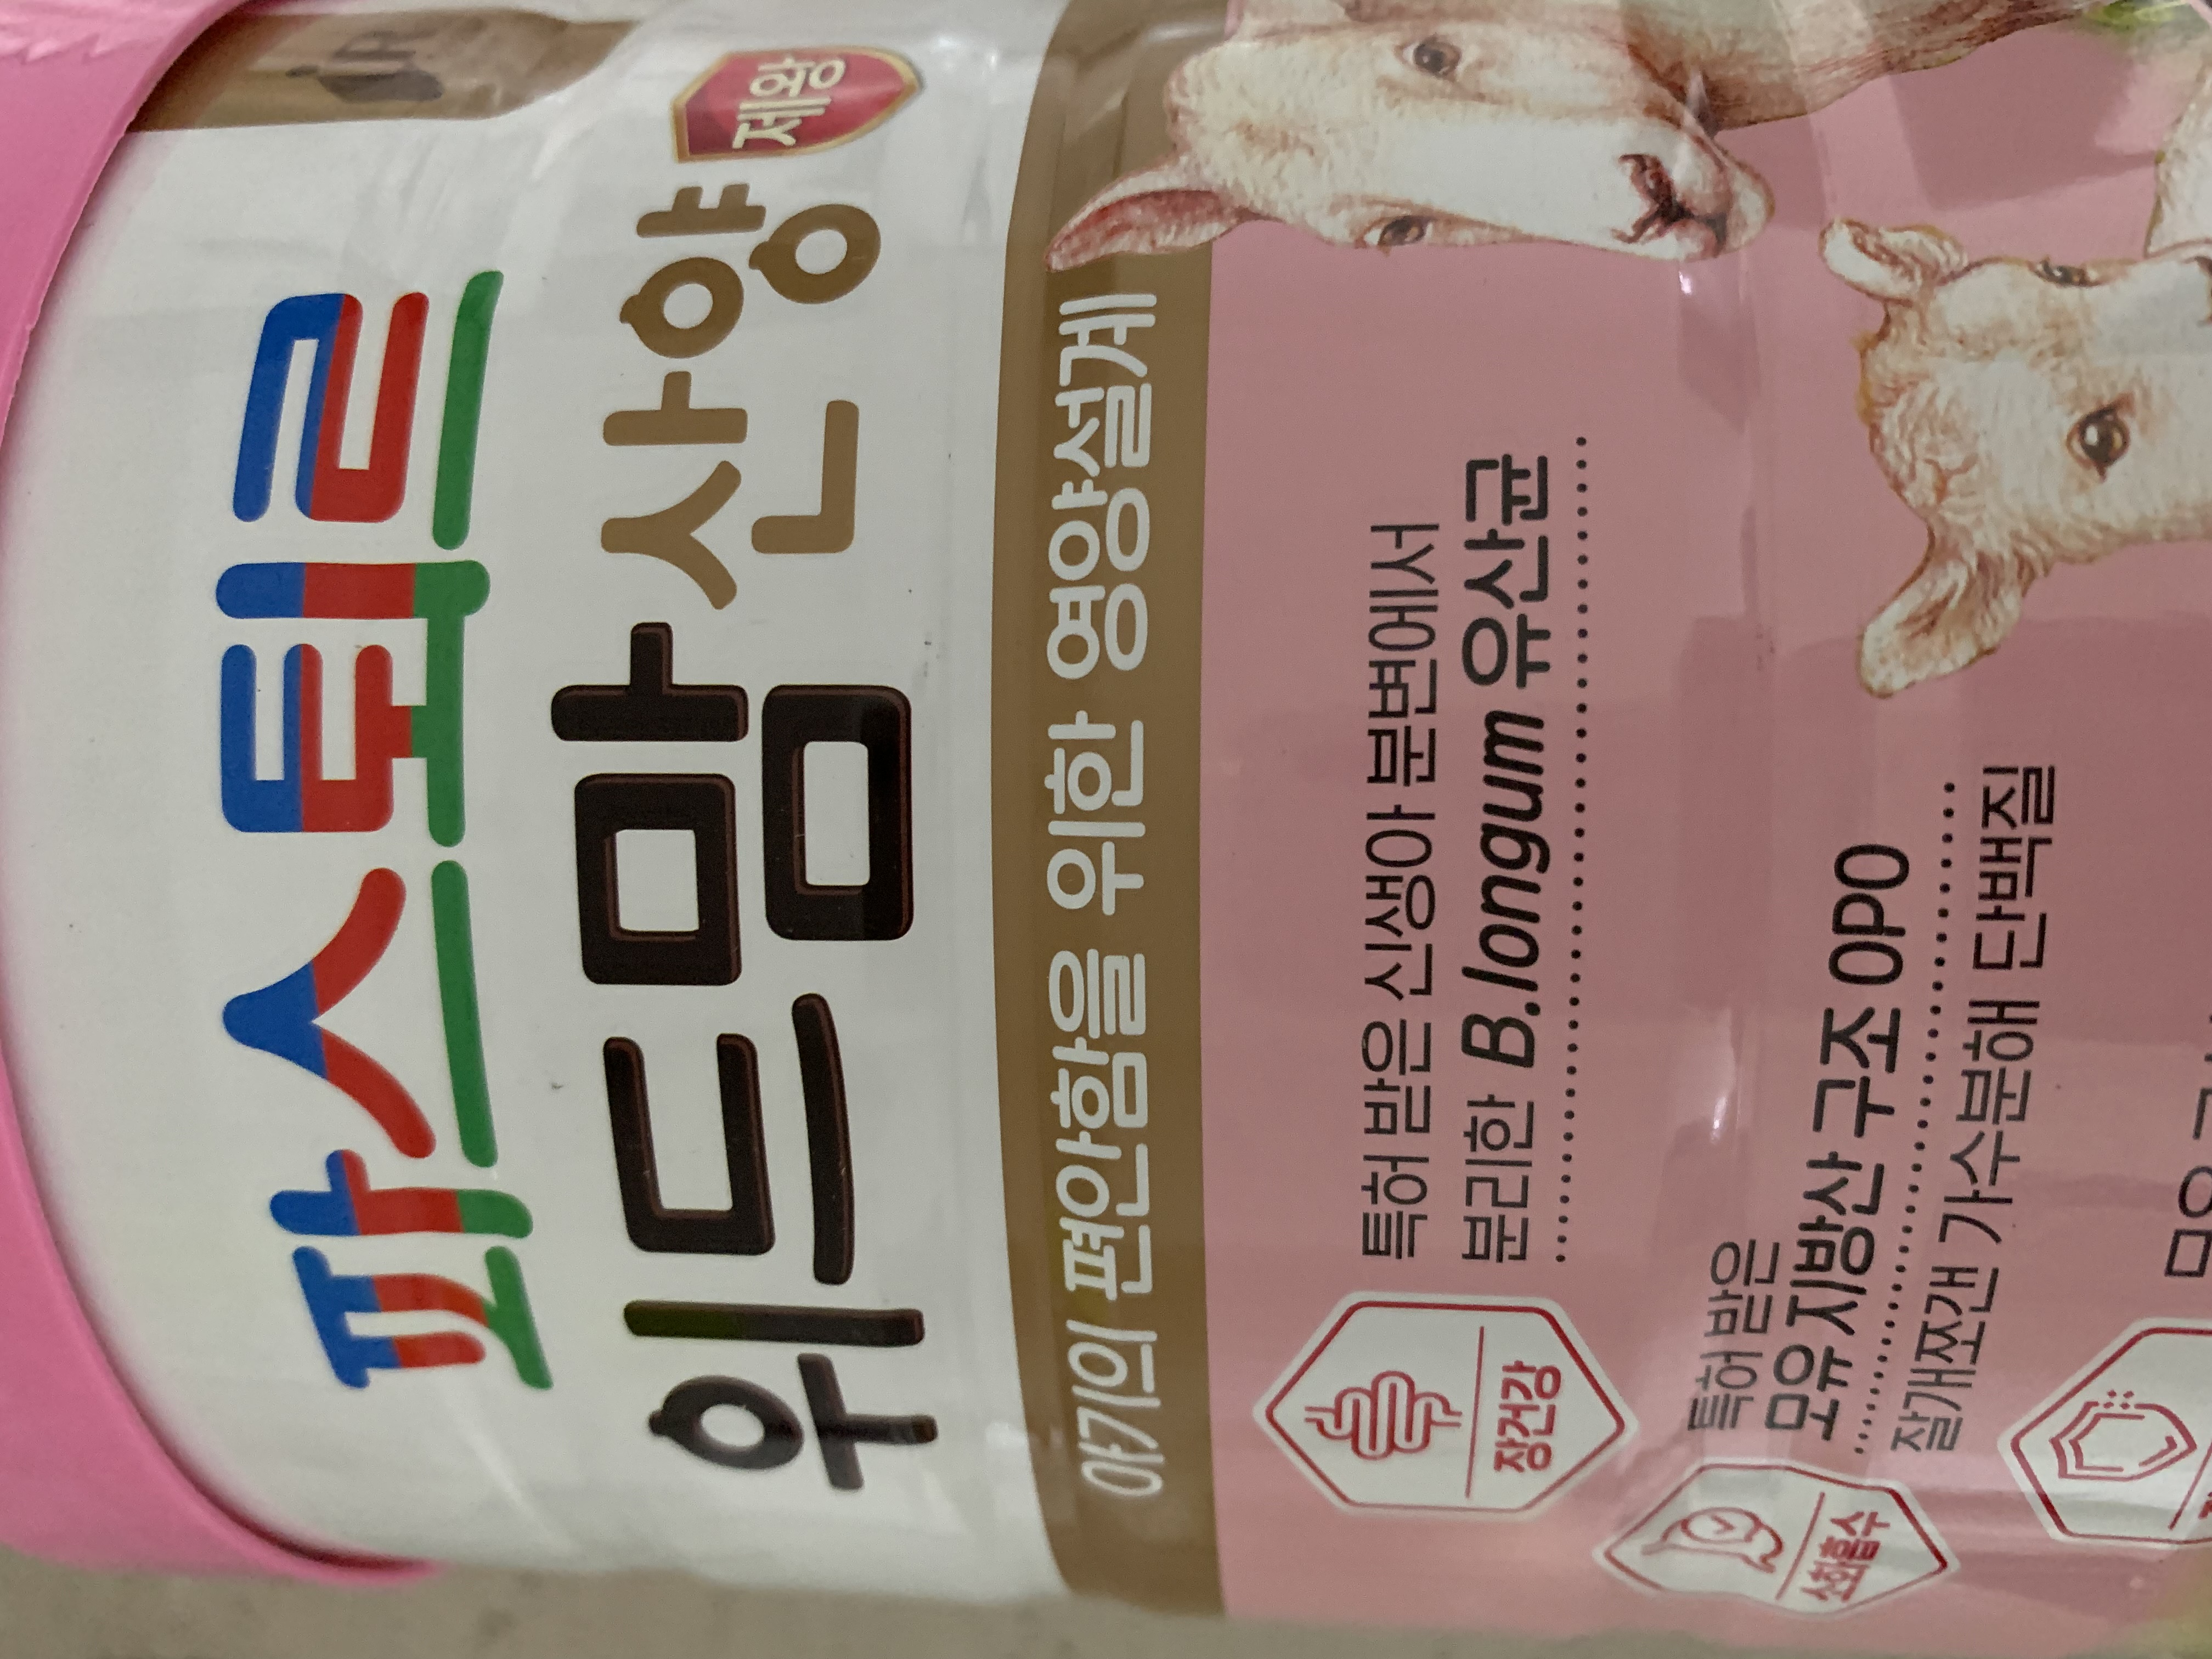 파스퇴르
위드맘 산양 제왕
아기의 편안함을 위한 영양설계
장건강
특허 받은 신생아 분변에서
분리한 B.longum 유산균
소화흡수
특허 받은
모유 지방산 구조 OPO
잘개쪼갠 가수분해 단백질